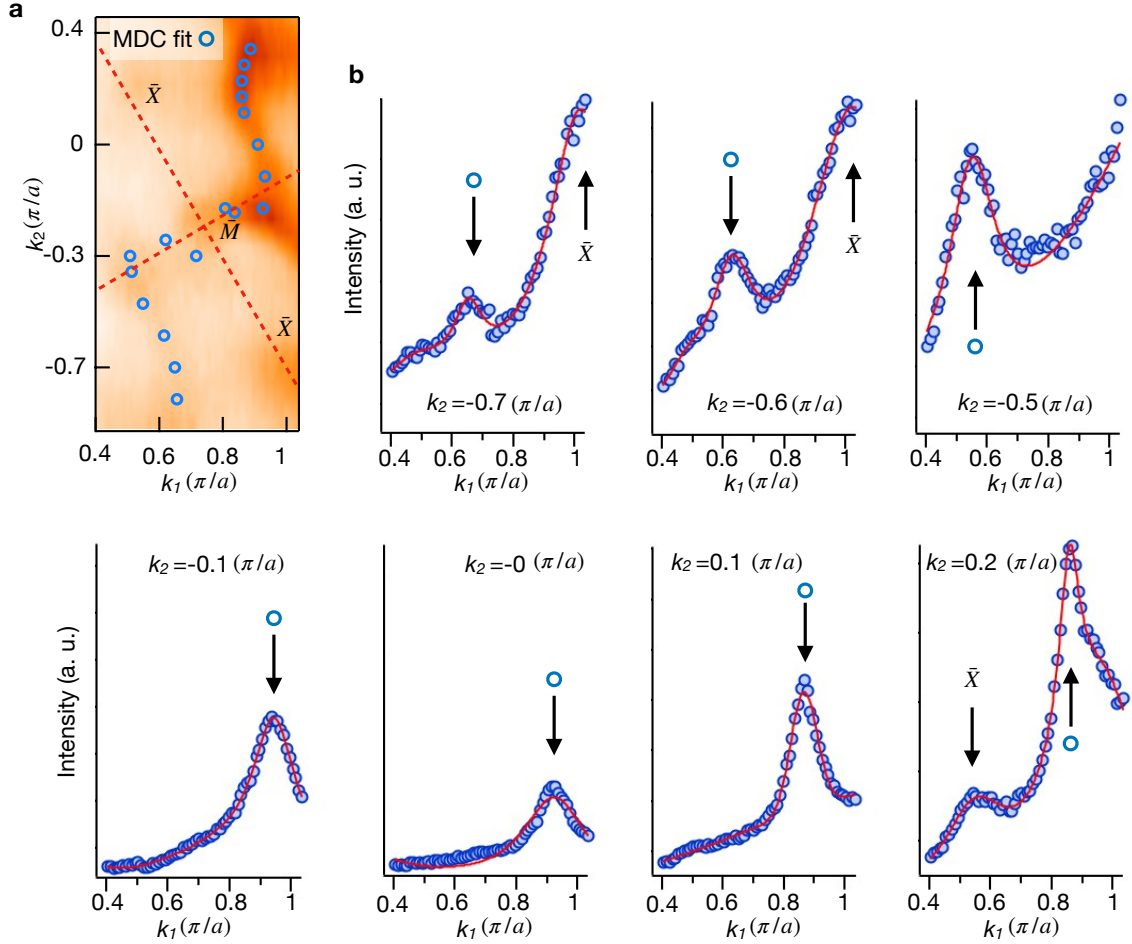 a
0.4
0
-0.3
-0.7
k₂(π/a)
MDC fit
X̄
M̄
X̄
0.4 0.6 0.8 1
k₁(π/a)
b
Intensity (a. u.)
X̄
k₂=-0.7 (π/a)
0.4 0.6 0.8 1
k₁(π/a)
X̄
k₂=-0.6 (π/a)
0.4 0.6 0.8 1
k₁(π/a)
k₂=-0.5 (π/a)
0.4 0.6 0.8 1
k₁(π/a)
Intensity (a. u.)
k₂=-0.1 (π/a)
0.4 0.6 0.8 1
k₁(π/a)
k₂=-0 (π/a)
0.4 0.6 0.8 1
k₁(π/a)
k₂=0.1 (π/a)
0.4 0.6 0.8 1
k₁(π/a)
k₂=0.2 (π/a)
X̄
0.4 0.6 0.8 1
k₁(π/a)